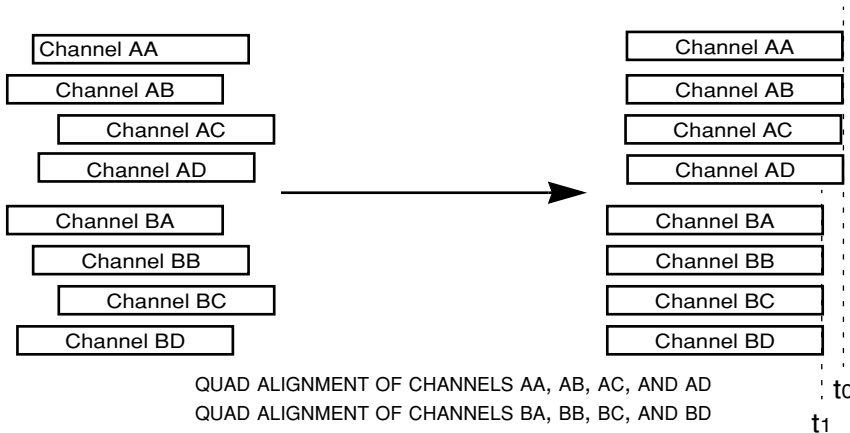 Channel AA
Channel AB
Channel AC
Channel AD
Channel BA
Channel BB
Channel BC
Channel BD
Channel AA
Channel AB
Channel AC
Channel AD
Channel BA
Channel BB
Channel BC
Channel BD
QUAD ALIGNMENT OF CHANNELS AA, AB, AC, AND AD
QUAD ALIGNMENT OF CHANNELS BA, BB, BC, AND BD
t0
t1